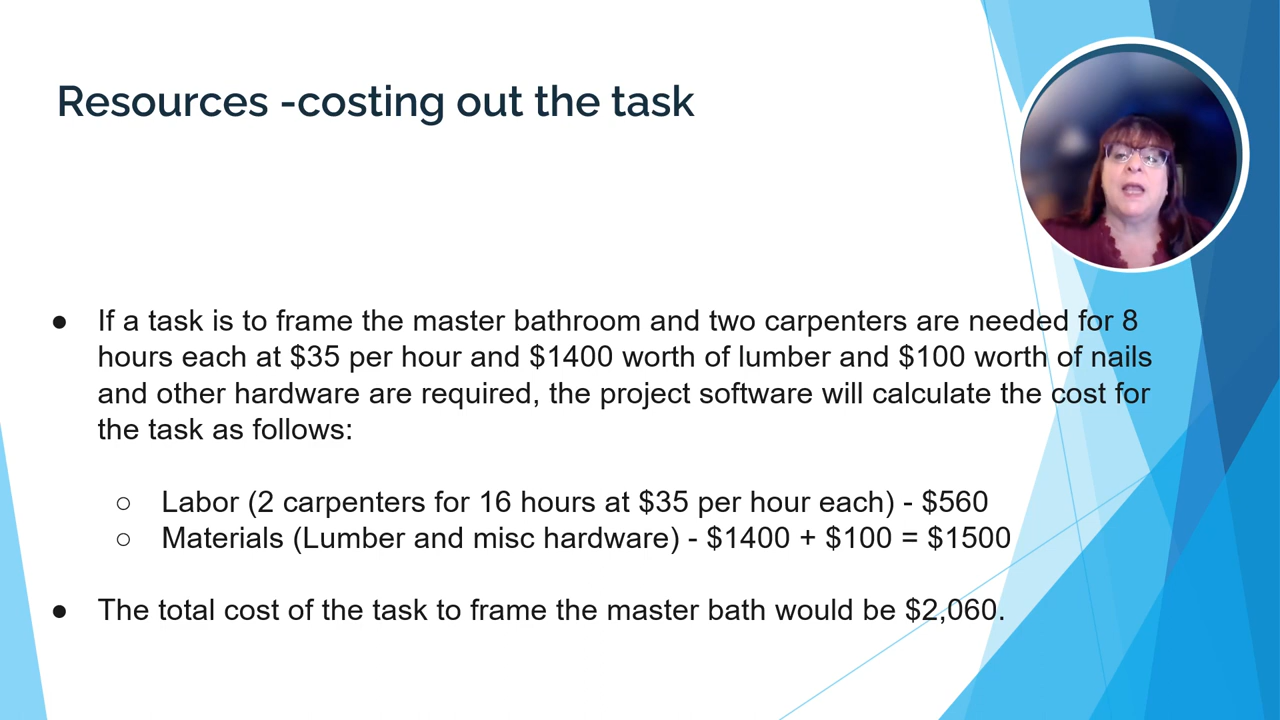 Resources -costing out the task
● If a task is to frame the master bathroom and two carpenters are needed for 8
hours each at $35 per hour and $1400 worth of lumber and $100 worth of nails
and other hardware are required, the project software will calculate the cost for
the task as follows:
○ Labor (2 carpenters for 16 hours at $35 per hour each) - $560
○ Materials (Lumber and misc hardware) - $1400 + $100 = $1500
● The total cost of the task to frame the master bath would be $2,060.